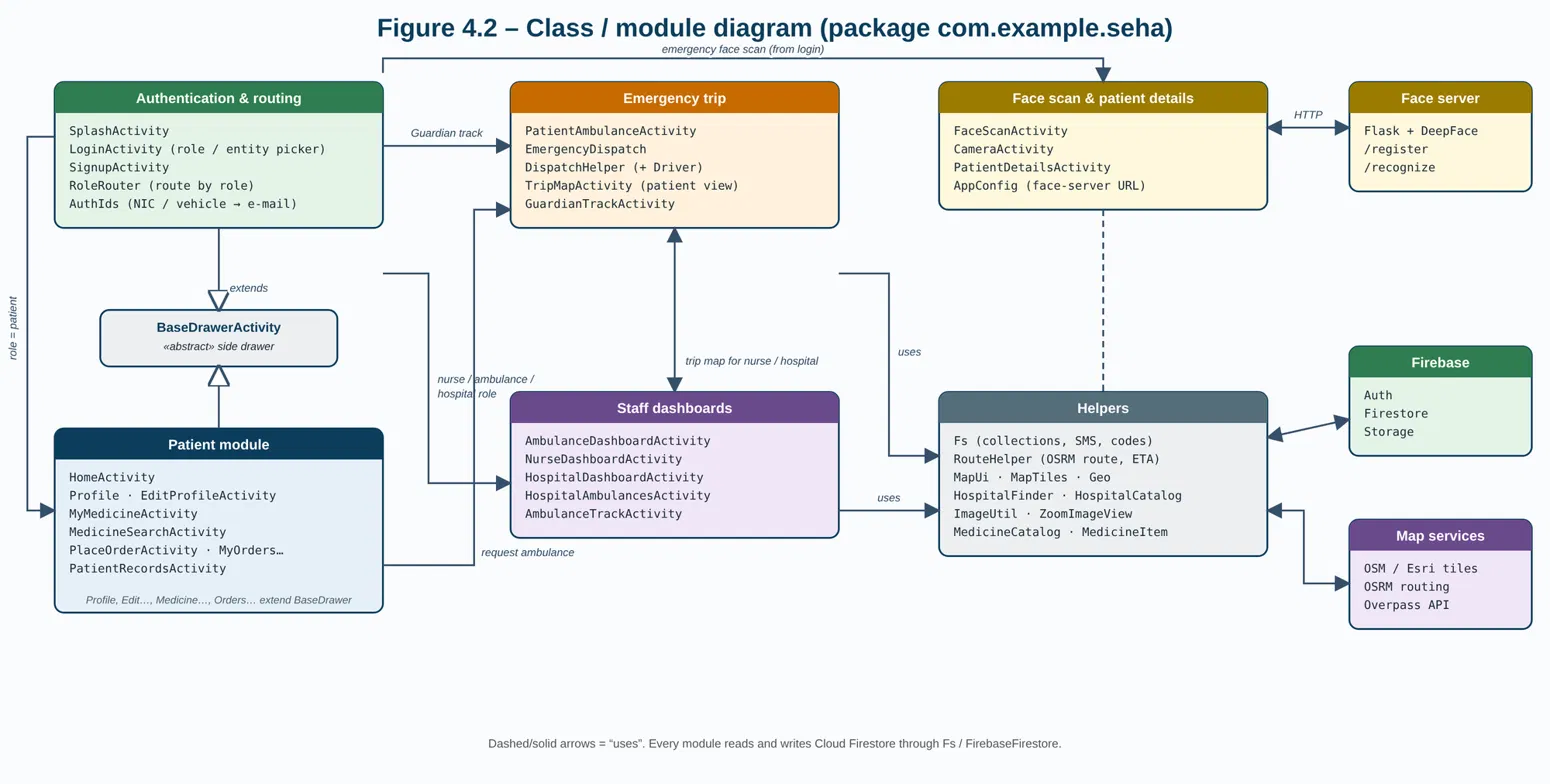 Figure 4.2 – Class / module diagram (package com.example.seha)
emergency face scan (from login)
Authentication & routing
SplashActivity
LoginActivity (role / entity picker)
SignupActivity
RoleRouter (route by role)
AuthIds (NIC / vehicle → e-mail)
Guardian track
Emergency trip
PatientAmbulanceActivity
EmergencyDispatch
DispatchHelper (+ Driver)
TripMapActivity (patient view)
GuardianTrackActivity
Face scan & patient details
FaceScanActivity
CameraActivity
PatientDetailsActivity
AppConfig (face-server URL)
HTTP
Face server
Flask + DeepFace
/register
/recognize
role = patient
extends
BaseDrawerActivity
«abstract» side drawer
nurse / ambulance /
hospital role
trip map for nurse / hospital
uses
Patient module
HomeActivity
Profile · EditProfileActivity
MyMedicineActivity
MedicineSearchActivity
PlaceOrderActivity · MyOrders…
PatientRecordsActivity
Profile, Edit…, Medicine…, Orders… extend BaseDrawer
request ambulance
Staff dashboards
AmbulanceDashboardActivity
NurseDashboardActivity
HospitalDashboardActivity
HospitalAmbulancesActivity
AmbulanceTrackActivity
uses
Helpers
Fs (collections, SMS, codes)
RouteHelper (OSRM route, ETA)
MapUi · MapTiles · Geo
HospitalFinder · HospitalCatalog
ImageUtil · ZoomImageView
MedicineCatalog · MedicineItem
Firebase
Auth
Firestore
Storage
Map services
OSM / Esri tiles
OSRM routing
Overpass API
Dashed/solid arrows = “uses”. Every module reads and writes Cloud Firestore through Fs / FirebaseFirestore.